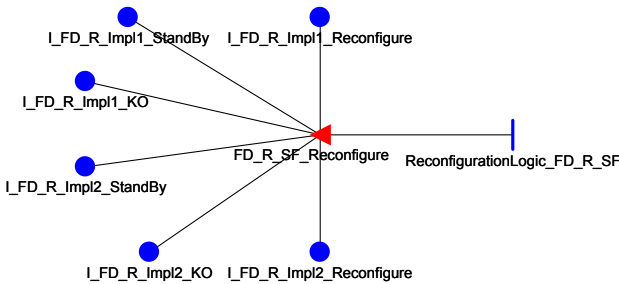 I_FD_R_Impl1_StandBy
I_FD_R_Impl1_Reconfigure
I_FD_R_Impl1_KO
FD_R_SF_Reconfigure
ReconfigurationLogic_FD_R_SF
I_FD_R_Impl2_StandBy
I_FD_R_Impl2_KO
I_FD_R_Impl2_Reconfigure